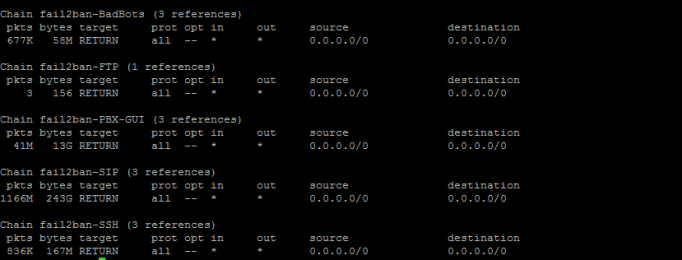 Chain fail2ban-BadBots (3 references)
pkts bytes target prot opt in out source destination
677K 58M RETURN all -- * * 0.0.0.0/0 0.0.0.0/0
Chain fail2ban-FTP (1 references)
pkts bytes target prot opt in out source destination
3 156 RETURN all -- * * 0.0.0.0/0 0.0.0.0/0
Chain fail2ban-PBX-GUI (3 references)
pkts bytes target prot opt in out source destination
41M 13G RETURN all -- * * 0.0.0.0/0 0.0.0.0/0
Chain fail2ban-SIP (3 references)
pkts bytes target prot opt in out source destination
1166M 243G RETURN all -- * * 0.0.0.0/0 0.0.0.0/0
Chain fail2ban-SSH (3 references)
pkts bytes target prot opt in out source destination
836K 167M RETURN all -- * * 0.0.0.0/0 0.0.0.0/0